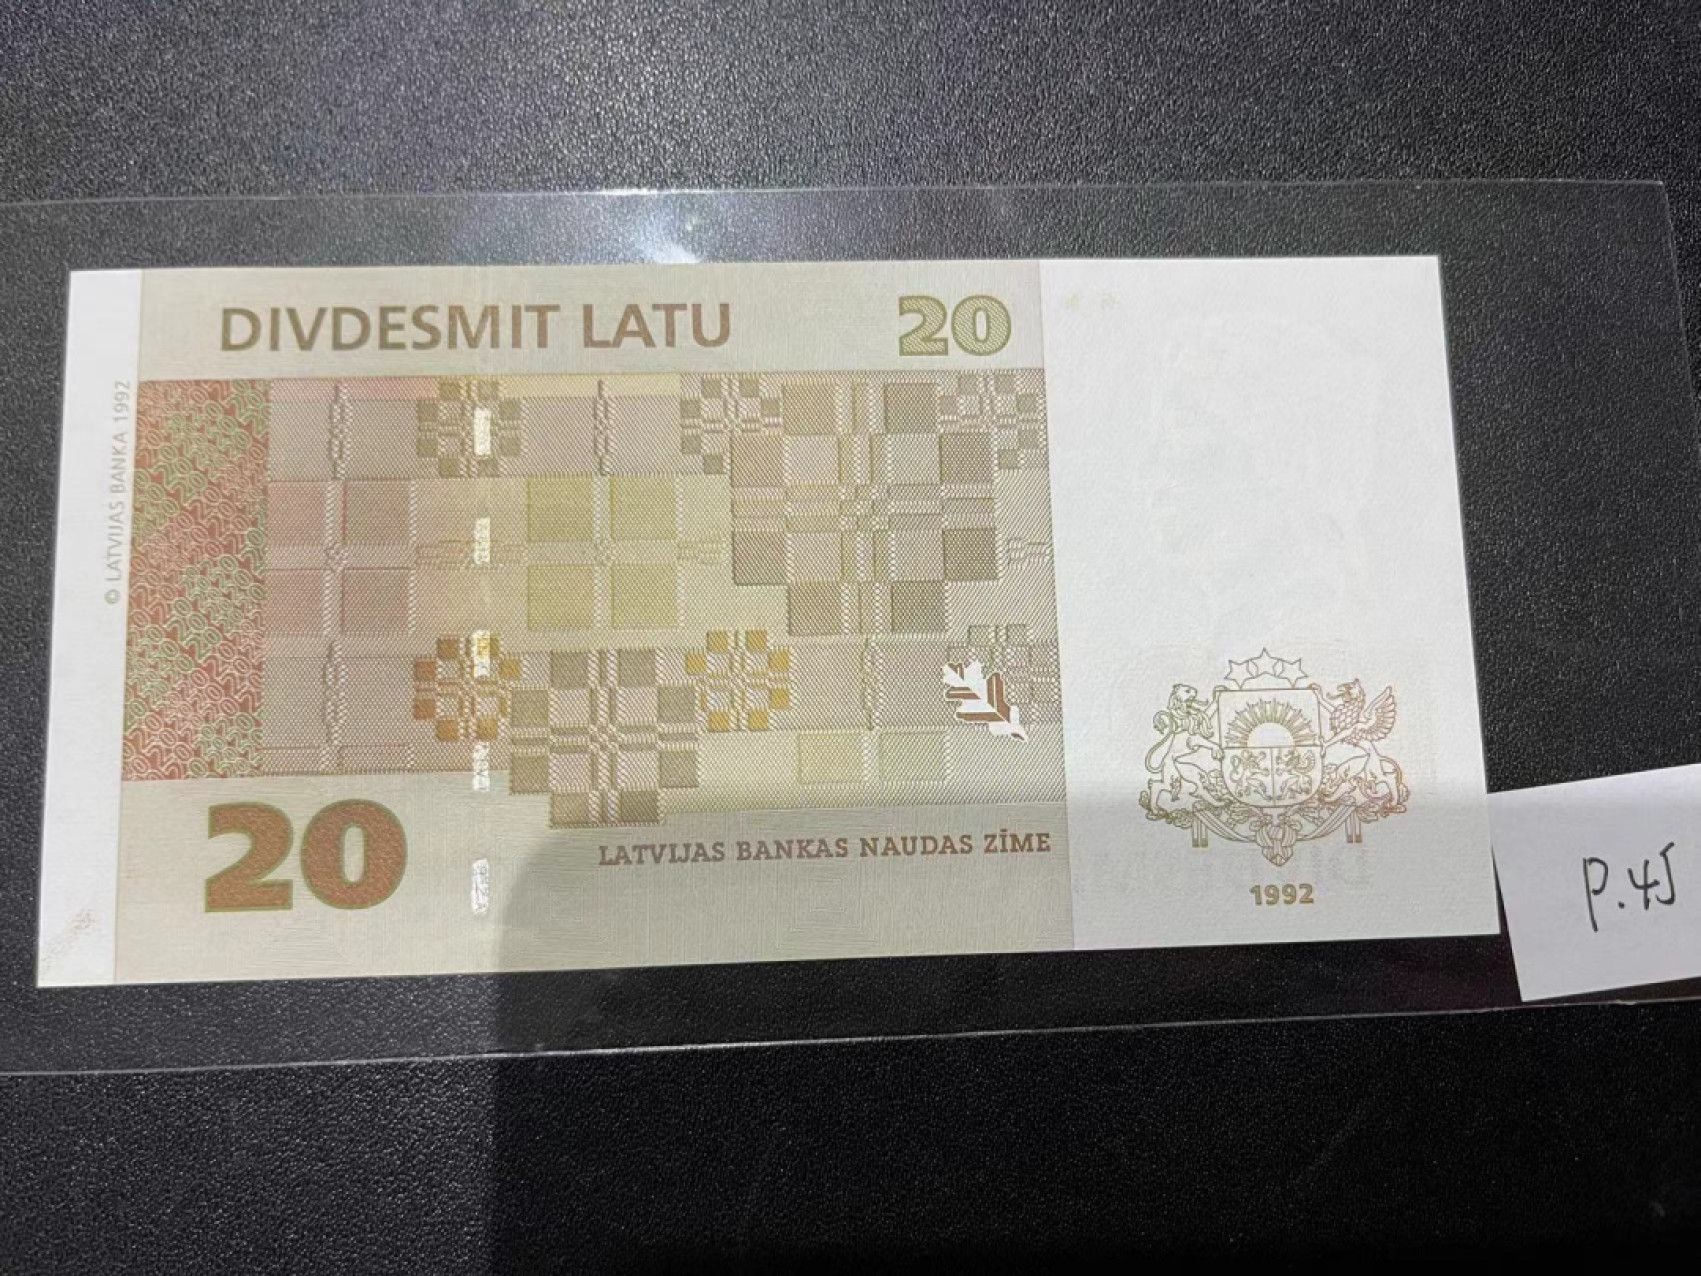 DIVDESMIT LATU
20
© LATVIJAS BANKA 1992
20
LATVIJAS BANKAS NAUDAS ZĪME
1992
P.45